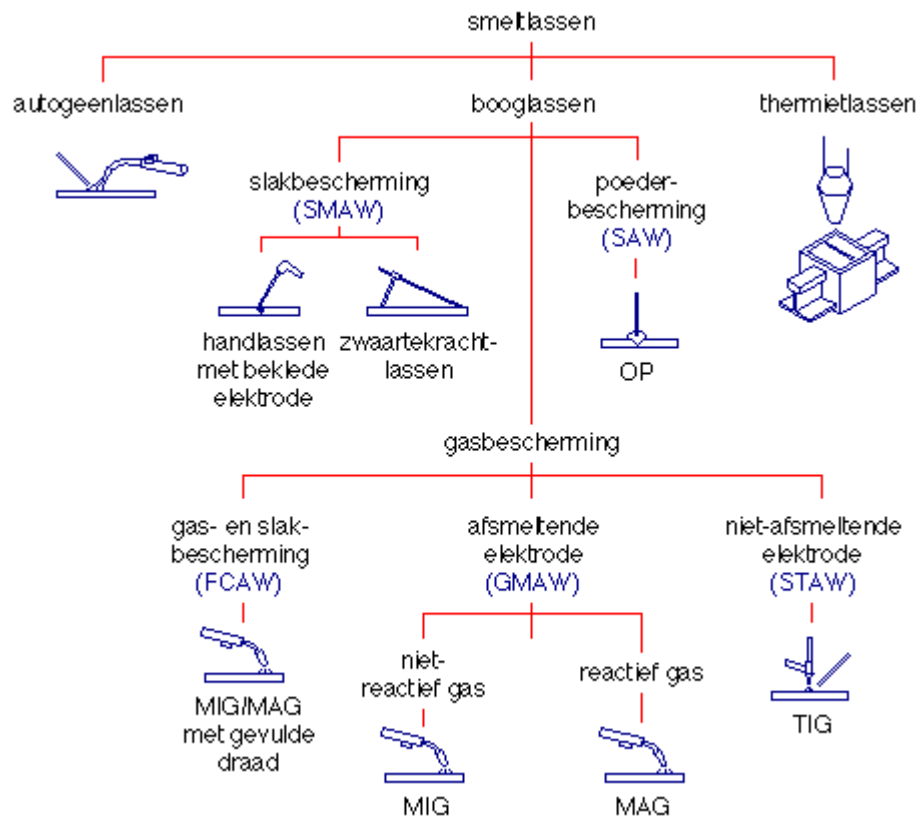 smeltlassen
autogeenlassen
booglassen
thermietlassen
slakbescherming
(SMAW)
poeder-
bescherming
(SAW)
handlassen
met beklede
elektrode
zwaartekracht-
lassen
OP
gasbescherming
gas- en slak-
bescherming
(FCAW)
afsmeltende
elektrode
(GMAW)
niet-afsmeltende
elektrode
(STAW)
niet-
reactief gas
reactief gas
MIG/MAG
met gevulde
draad
MIG
MAG
TIG